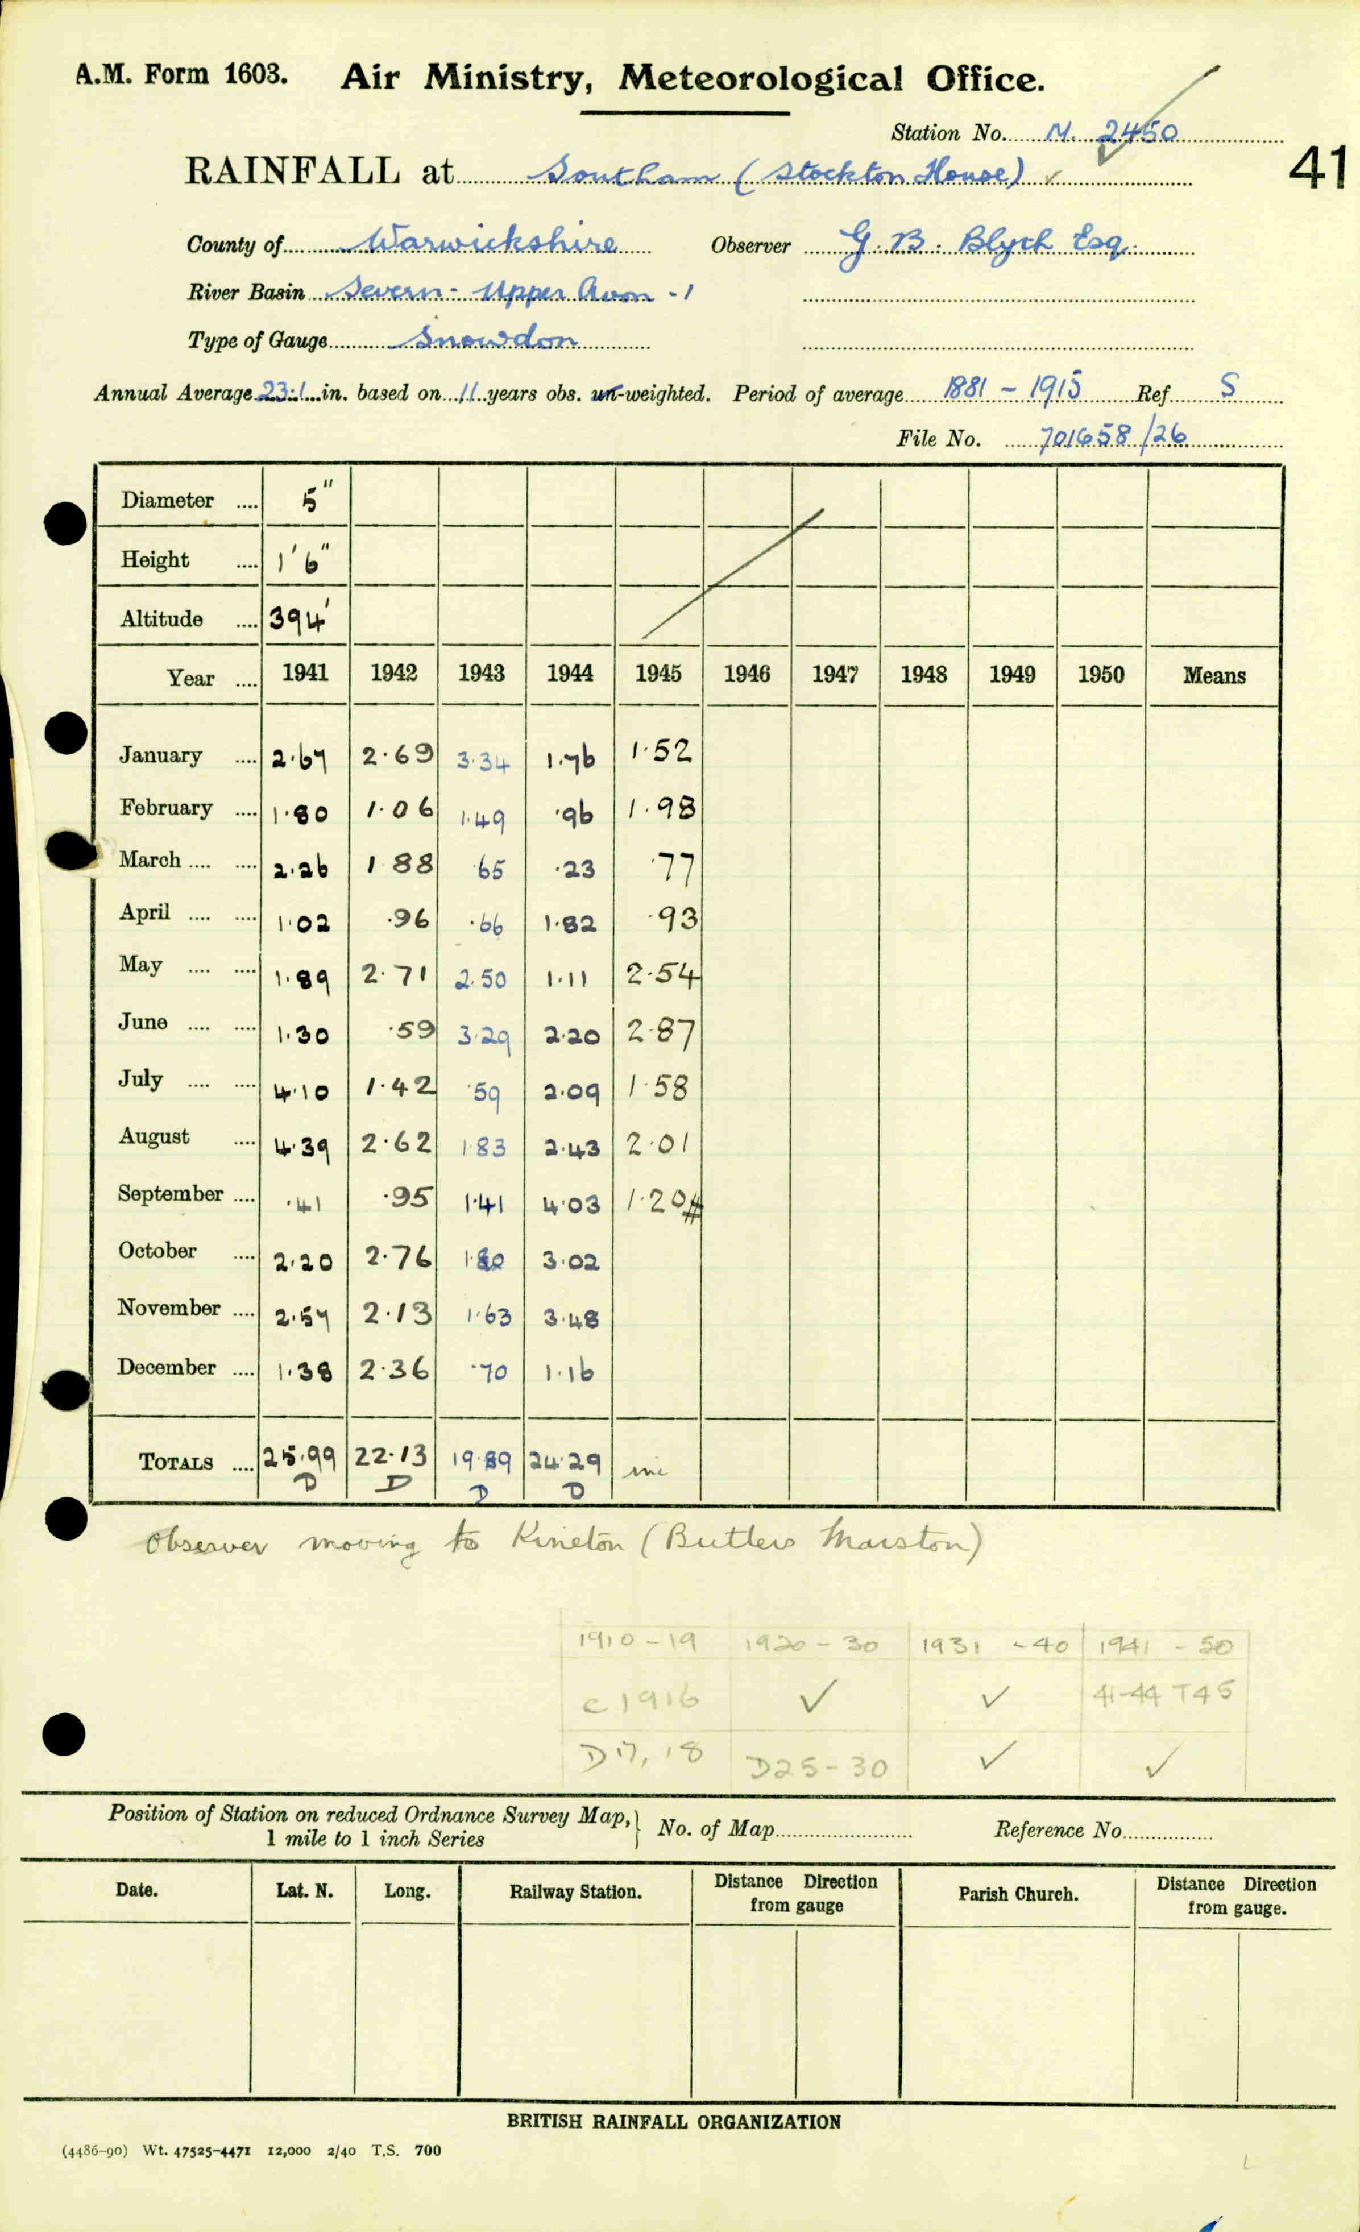 A.M. Form 1603. Air Ministry, Meteorological Office.
Station No. M. 2450
41
RAINFALL at Southam (Stockton House) ✓
County of Warwickshire Observer G. B. Blyth Esq.
River Basin Severn - Upper Avon - 1
Type of Gauge Snowdon
Annual Average 23.1 in. based on 11 years obs. un-weighted. Period of average 1881 - 1915 Ref S
File No. 701658/26
Diameter .... 5"
Height .... 1'6"
Altitude .... 394'
Year .... 1941 1942 1943 1944 1945 1946 1947 1948 1949 1950 Means
January .... 2.67 2.69 3.34 1.76 1.52
February .... 1.80 1.06 1.49 .96 1.98
March .... .... 2.26 1 88 .65 .23 .77
April .... .... 1.02 .96 .66 1.82 .93
May .... .... 1.89 2.71 2.50 1.11 2.54
June .... .... 1.30 .59 3.29 2.20 2.87
July .... .... 4.10 1.42 .59 2.09 1.58
August .... 4.39 2.62 1.83 2.43 2.01
September .... .41 .95 1.41 4.03 1.20#
October .... 2.20 2.76 1.80 3.02
November .... 2.57 2.13 1.63 3.48
December .... 1.38 2.36 .70 1.16
TOTALS .... 25.99 22.13 19.89 24.29 inc
D D D D
Observer moving to Kineton (Butlers Marston)
1910-19 1920-30 1931-40 1941-50
c1916 ✓ ✓ 41-44 T45
D17, 18 D25-30 ✓ ✓
Position of Station on reduced Ordnance Survey Map, 1 mile to 1 inch Series } No. of Map Reference No.
Date. Lat. N. Long. Railway Station. Distance Direction from gauge Parish Church. Distance Direction from gauge.
BRITISH RAINFALL ORGANIZATION
(4486-90) Wt. 47525-4471 12,000 2/40 T.S. 700